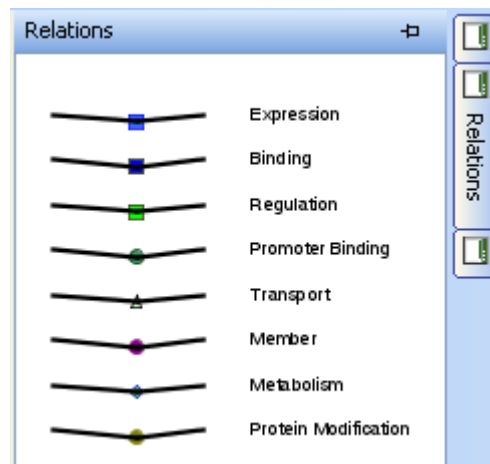 Relations
Expression
Binding
Regulation
Promoter Binding
Transport
Member
Metabolism
Protein Modification
Relations